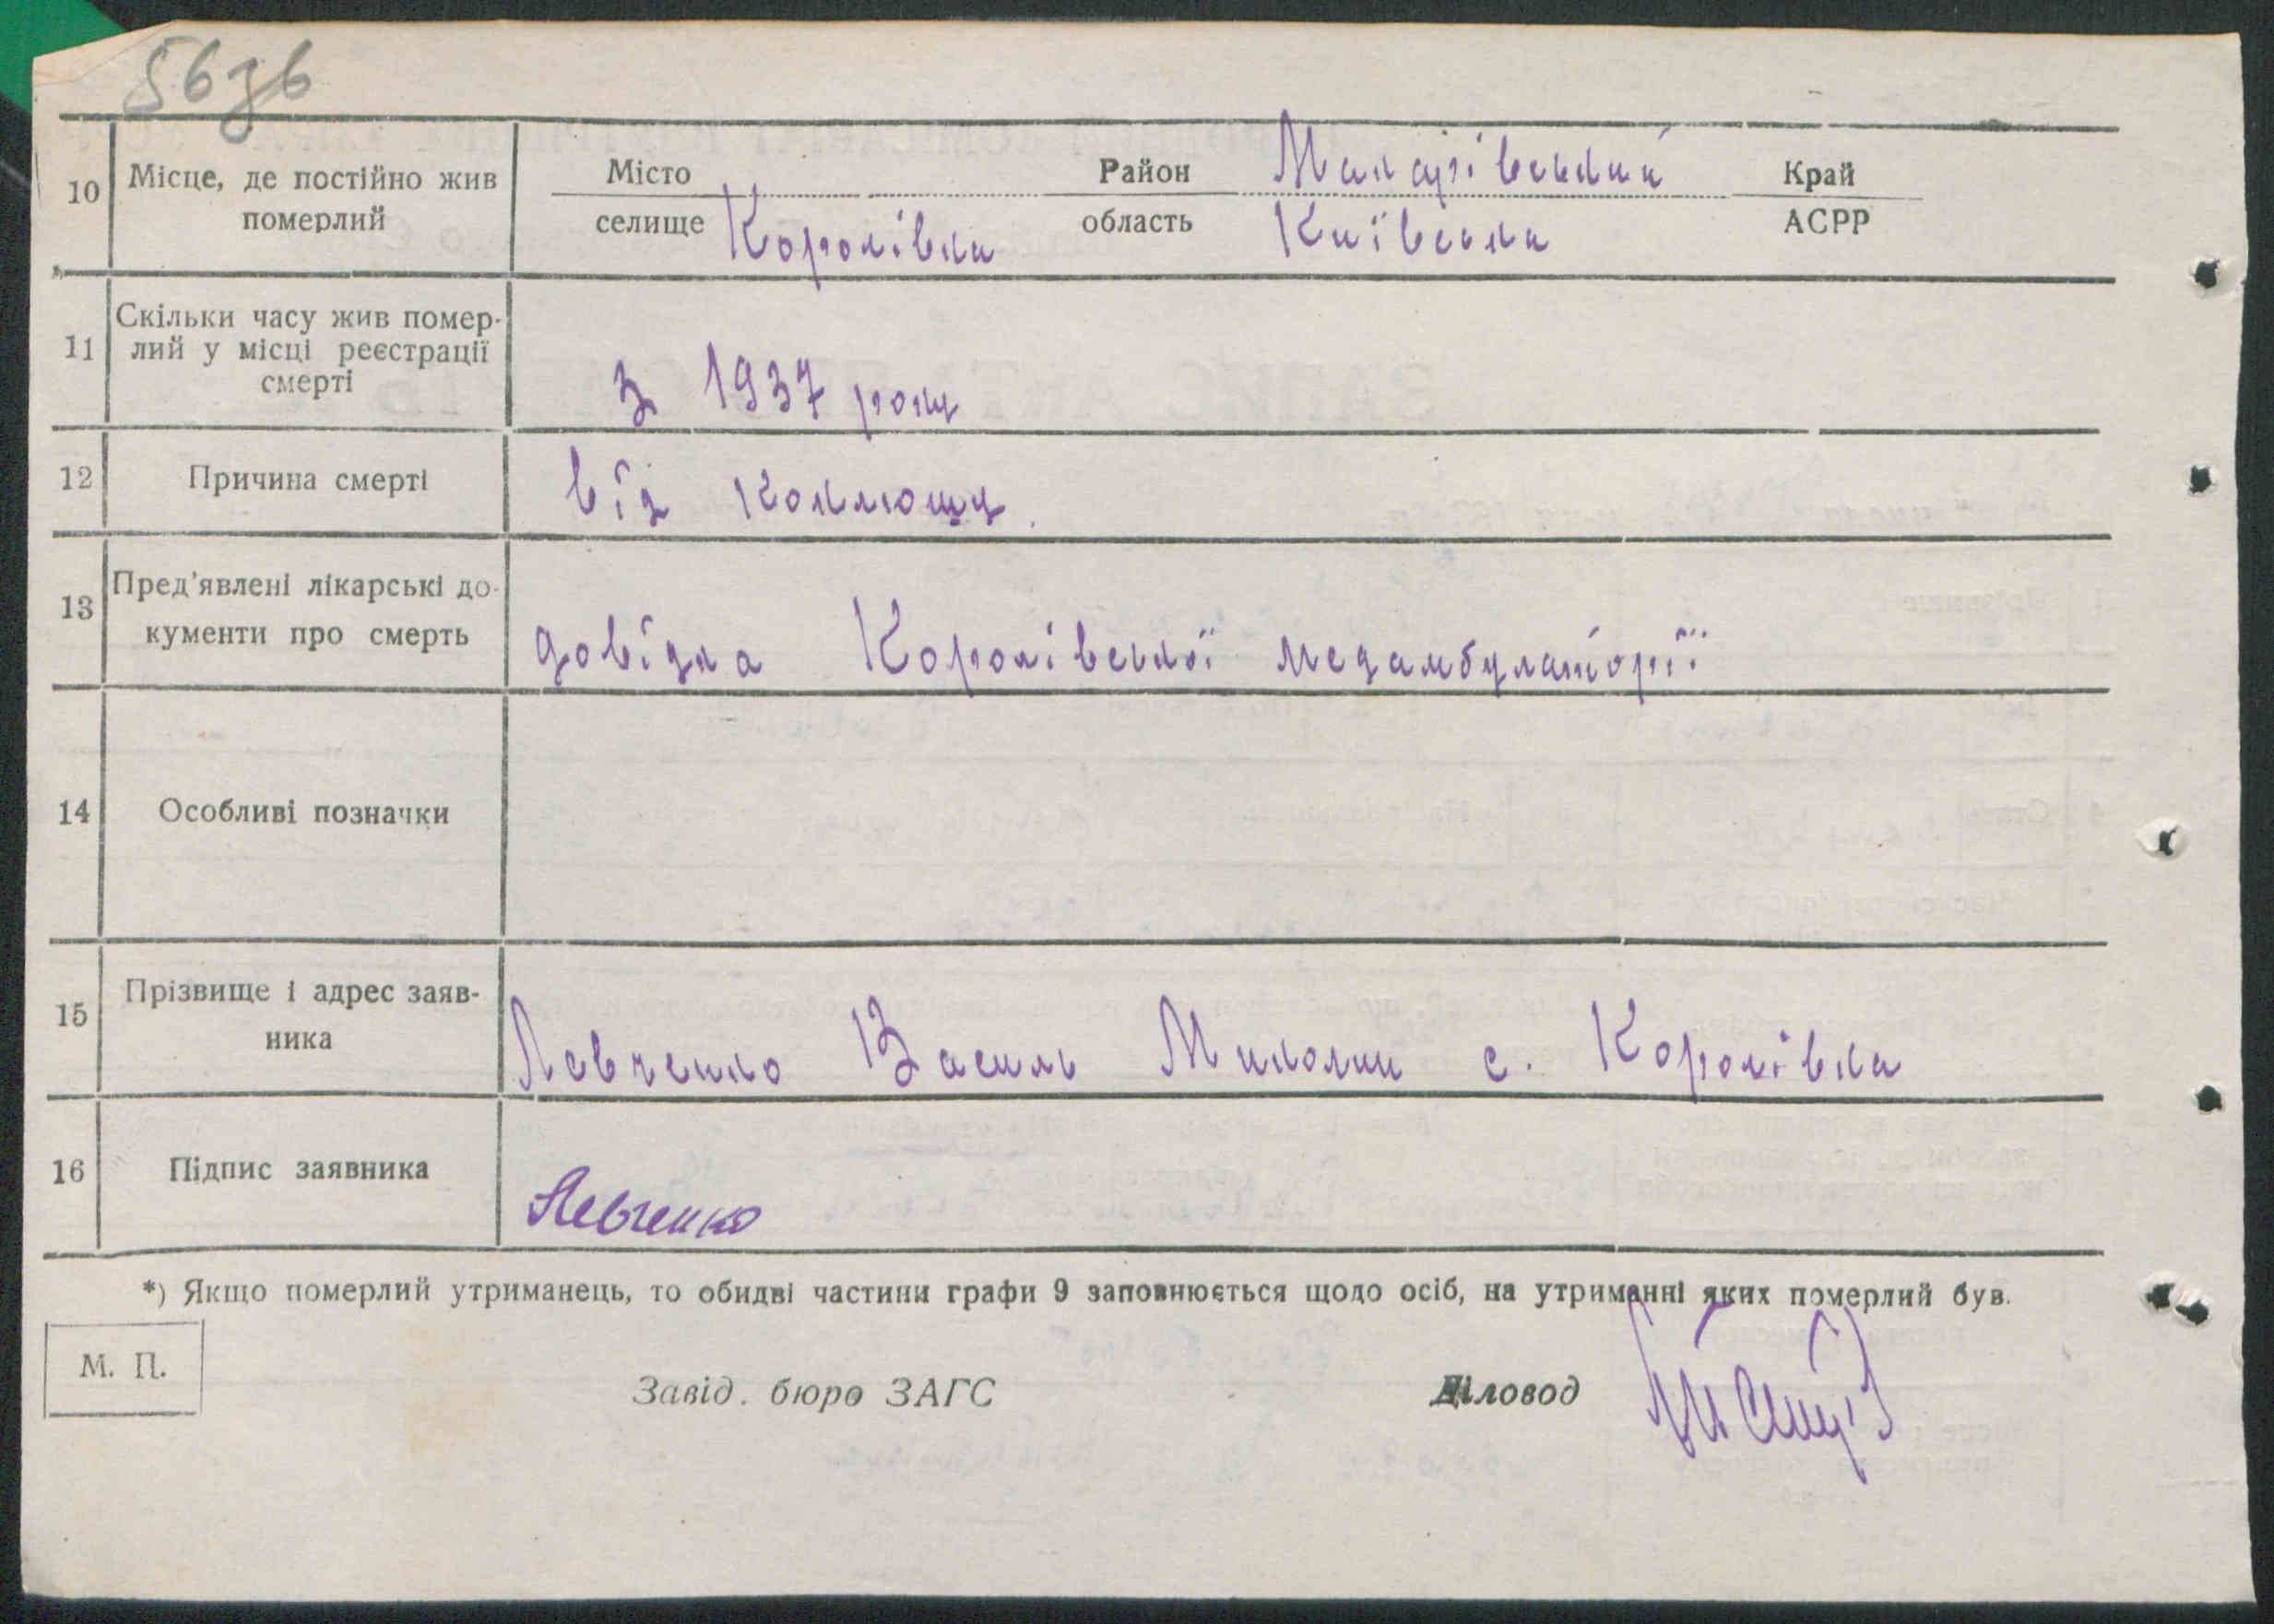 56зв
10 Місце, де постійно жив померлий
Місто Район Макарівський Край
селище Королівка область Київська АСРР
11 Скільки часу жив помер-
лий у місці реєстрації
смерті
з 1937 року
12 Причина смерті від коклюшу.
13 Пред'явлені лікарські до-
кументи про смерть
довідка Королівської медамбулаторії
14 Особливі позначки
15 Прізвище і адрес заяв-
ника
Левченко Василь Миколин с. Королівка
16 Підпис заявника
Левченко
*) Якщо померлий утриманець, то обидві частини графи 9 заповнюється щодо осіб, на утриманні яких померлий був.
М. П.
Завід. бюро ЗАГС Діловод